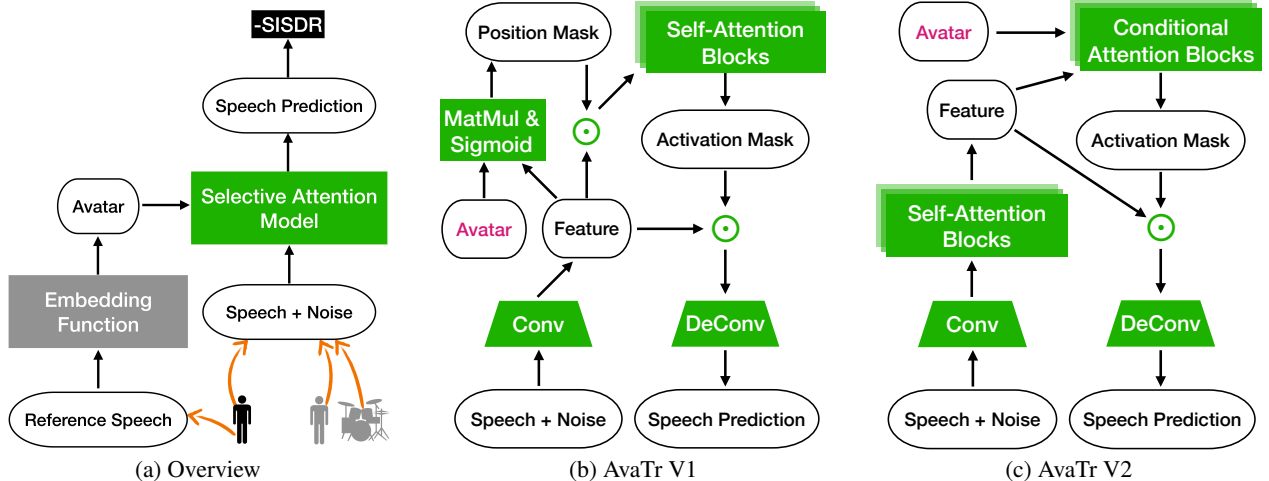 -SISDR
Speech Prediction
Avatar
Selective Attention
Model
Embedding
Function
Speech + Noise
Reference Speech
(a) Overview
Position Mask
Self-Attention
Blocks
MatMul &
Sigmoid
Activation Mask
Avatar
Feature
Conv
DeConv
Speech + Noise
Speech Prediction
(b) AvaTr V1
Avatar
Conditional
Attention Blocks
Feature
Activation Mask
Self-Attention
Blocks
Conv
DeConv
Speech + Noise
Speech Prediction
(c) AvaTr V2